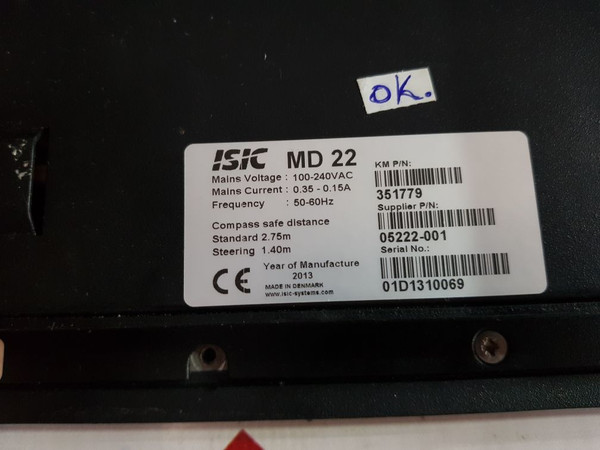 OK.
ISIC MD 22
Mains Voltage : 100-240VAC
Mains Current : 0.35 - 0.15A
Frequency : 50-60Hz
Compass safe distance
Standard 2.75m
Steering 1.40m
CE
Year of Manufacture
2013
MADE IN DENMARK
www.isic-systems.com
KM P/N:
351779
Supplier P/N:
05222-001
Serial No.:
01D1310069